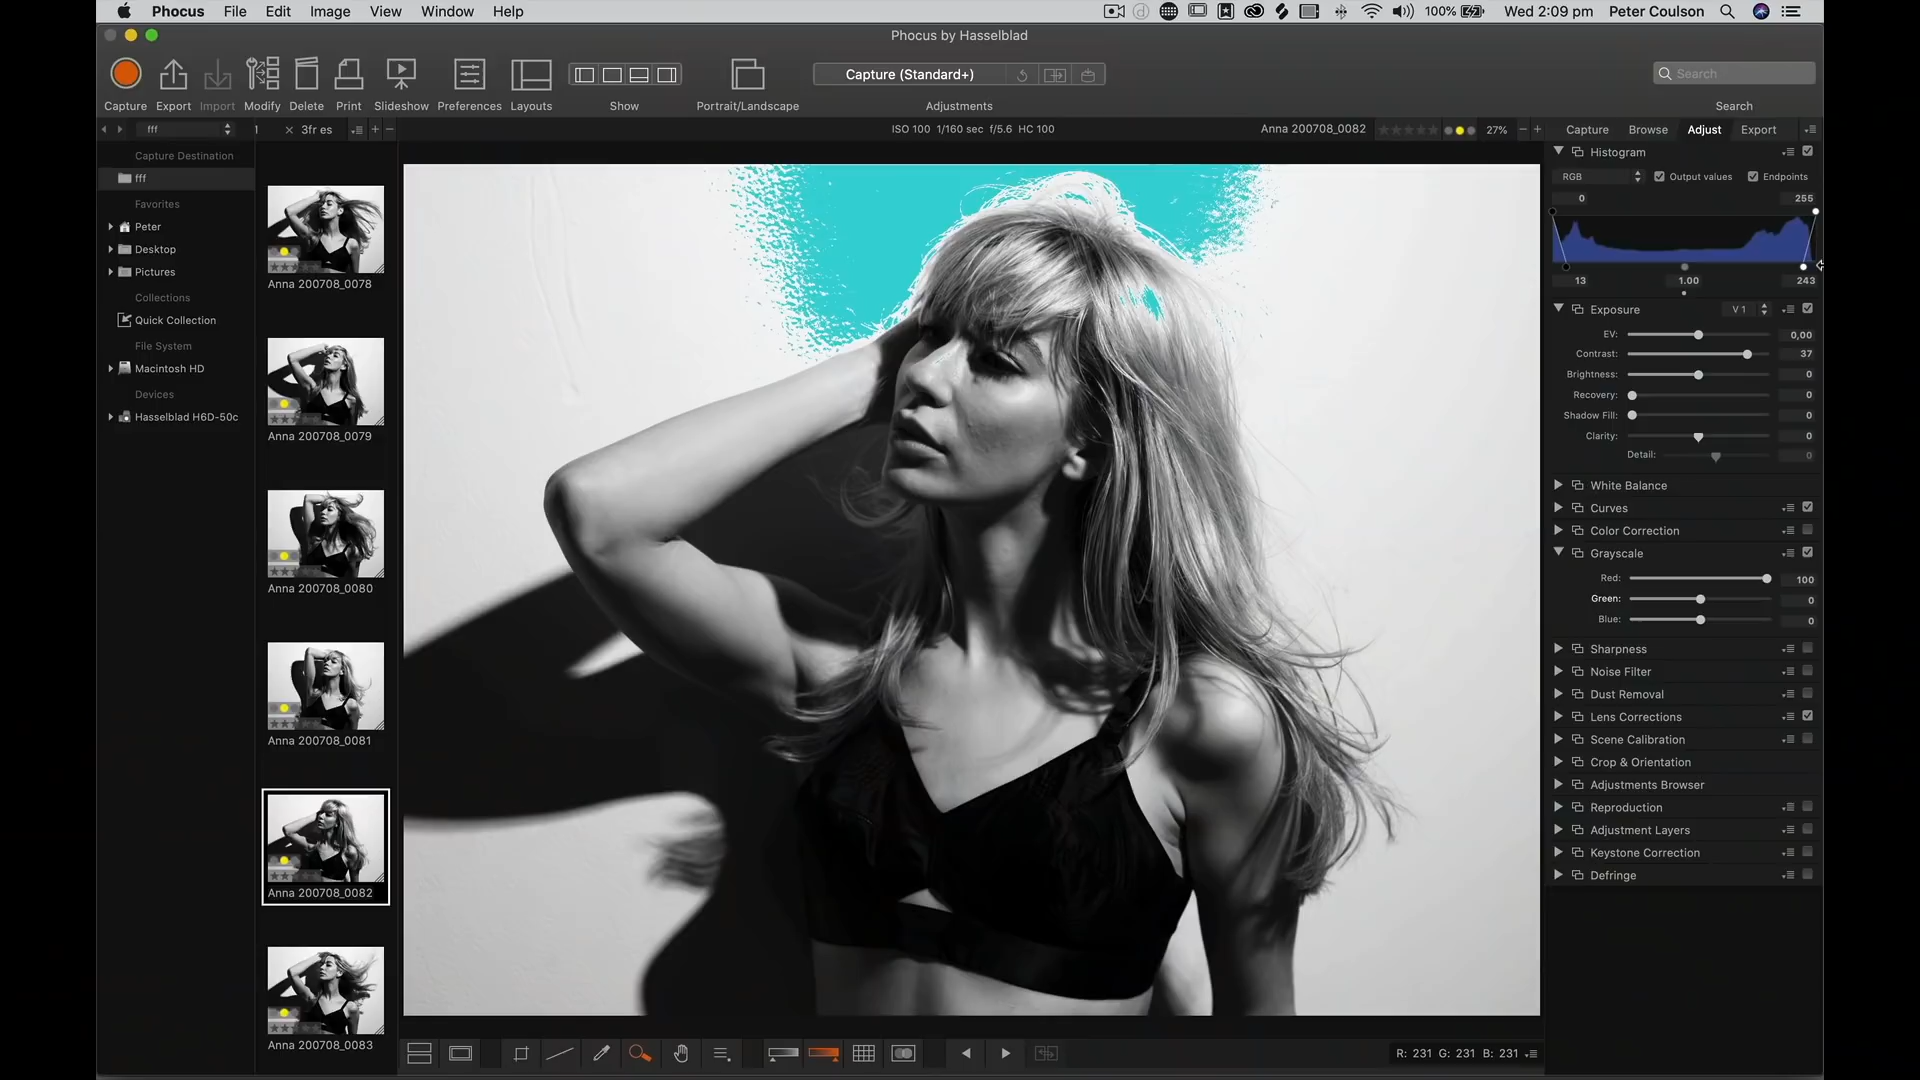 Phocus File Edit Image View Window Help
100% Wed 2:09 pm Peter Coulson
Phocus by Hasselblad
Capture (Standard+)
Search
Capture Export Import Modify Delete Print Slideshow Preferences Layouts Show Portrait/Landscape Adjustments Search
fff
3fr es
ISO 100 1/160 sec f/5.6 HC 100
Anna 200708_0082
27%
Capture Browse Adjust Export
Capture Destination
fff
Favorites
Peter
Desktop
Pictures
Collections
Quick Collection
File System
Macintosh HD
Devices
Hasselblad H6D-50c
Anna 200708_0078
Anna 200708_0079
Anna 200708_0080
Anna 200708_0081
Anna 200708_0082
Anna 200708_0083
Histogram
RGB Output values Endpoints
0 255
13 1.00 243
Exposure V 1
EV: 0,00
Contrast: 37
Brightness: 0
Recovery: 0
Shadow Fill: 0
Clarity: 0
Detail: 0
White Balance
Curves
Color Correction
Grayscale
Red: 100
Green: 0
Blue: 0
Sharpness
Noise Filter
Dust Removal
Lens Corrections
Scene Calibration
Crop & Orientation
Adjustments Browser
Reproduction
Adjustment Layers
Keystone Correction
Defringe
R: 231 G: 231 B: 231